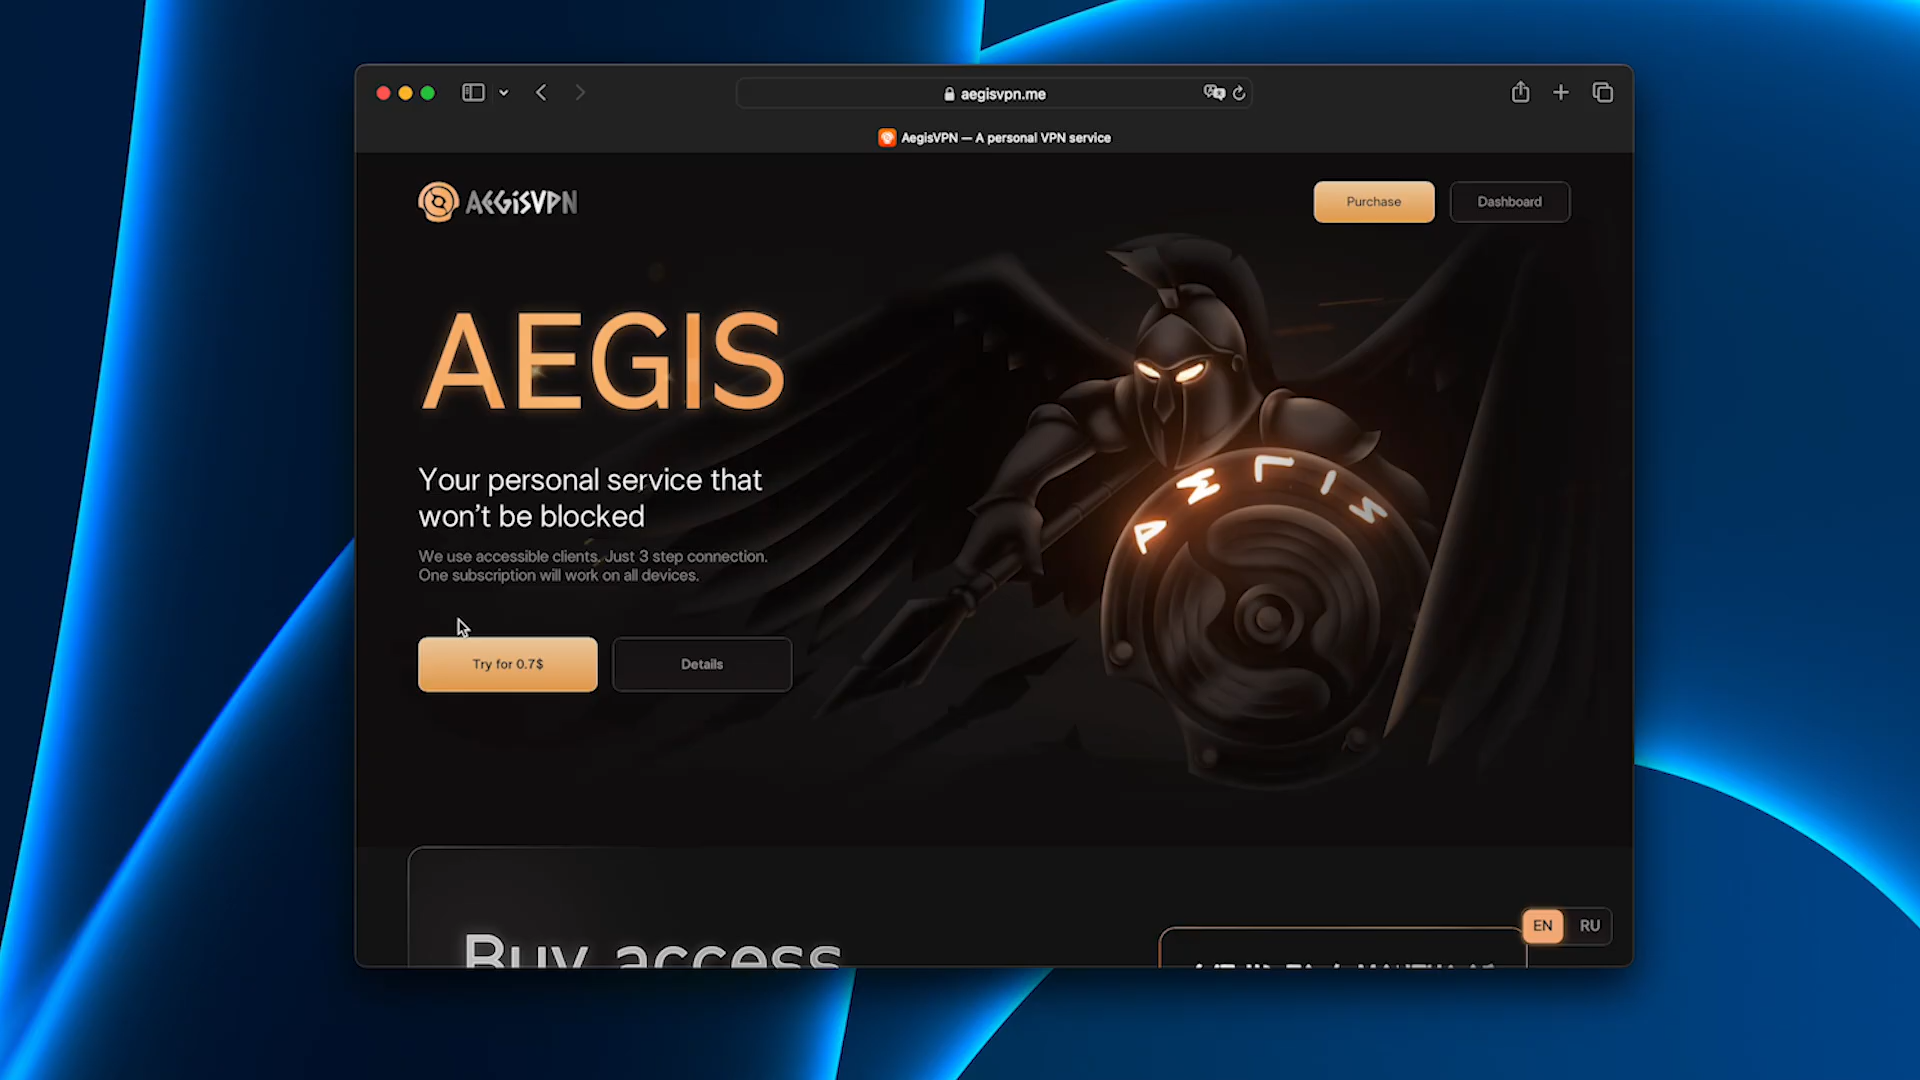 aegisvpn.me
AegisVPN — A personal VPN service
AEGISVPN
Purchase
Dashboard
AEGIS
Your personal service that
won't be blocked
We use accessible clients. Just 3 step connection.
One subscription will work on all devices.
Try for 0.7$
Details
Buy access
EN
RU